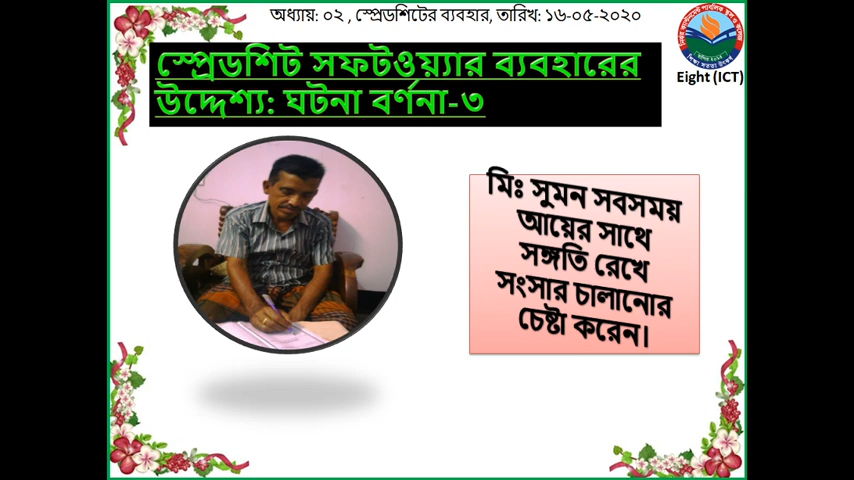 অধ্যায়: ০২ , স্প্রেডশিটের ব্যবহার, তারিখ: ১৬-০৫-২০২০
স্প্রেডশিট সফটওয়্যার ব্যবহারের
উদ্দেশ্য: ঘটনা বর্ণনা-৩
Eight (ICT)
মিঃ সুমন সবসময়
আয়ের সাথে
সঙ্গতি রেখে
সংসার চালানোর
চেষ্টা করেন।